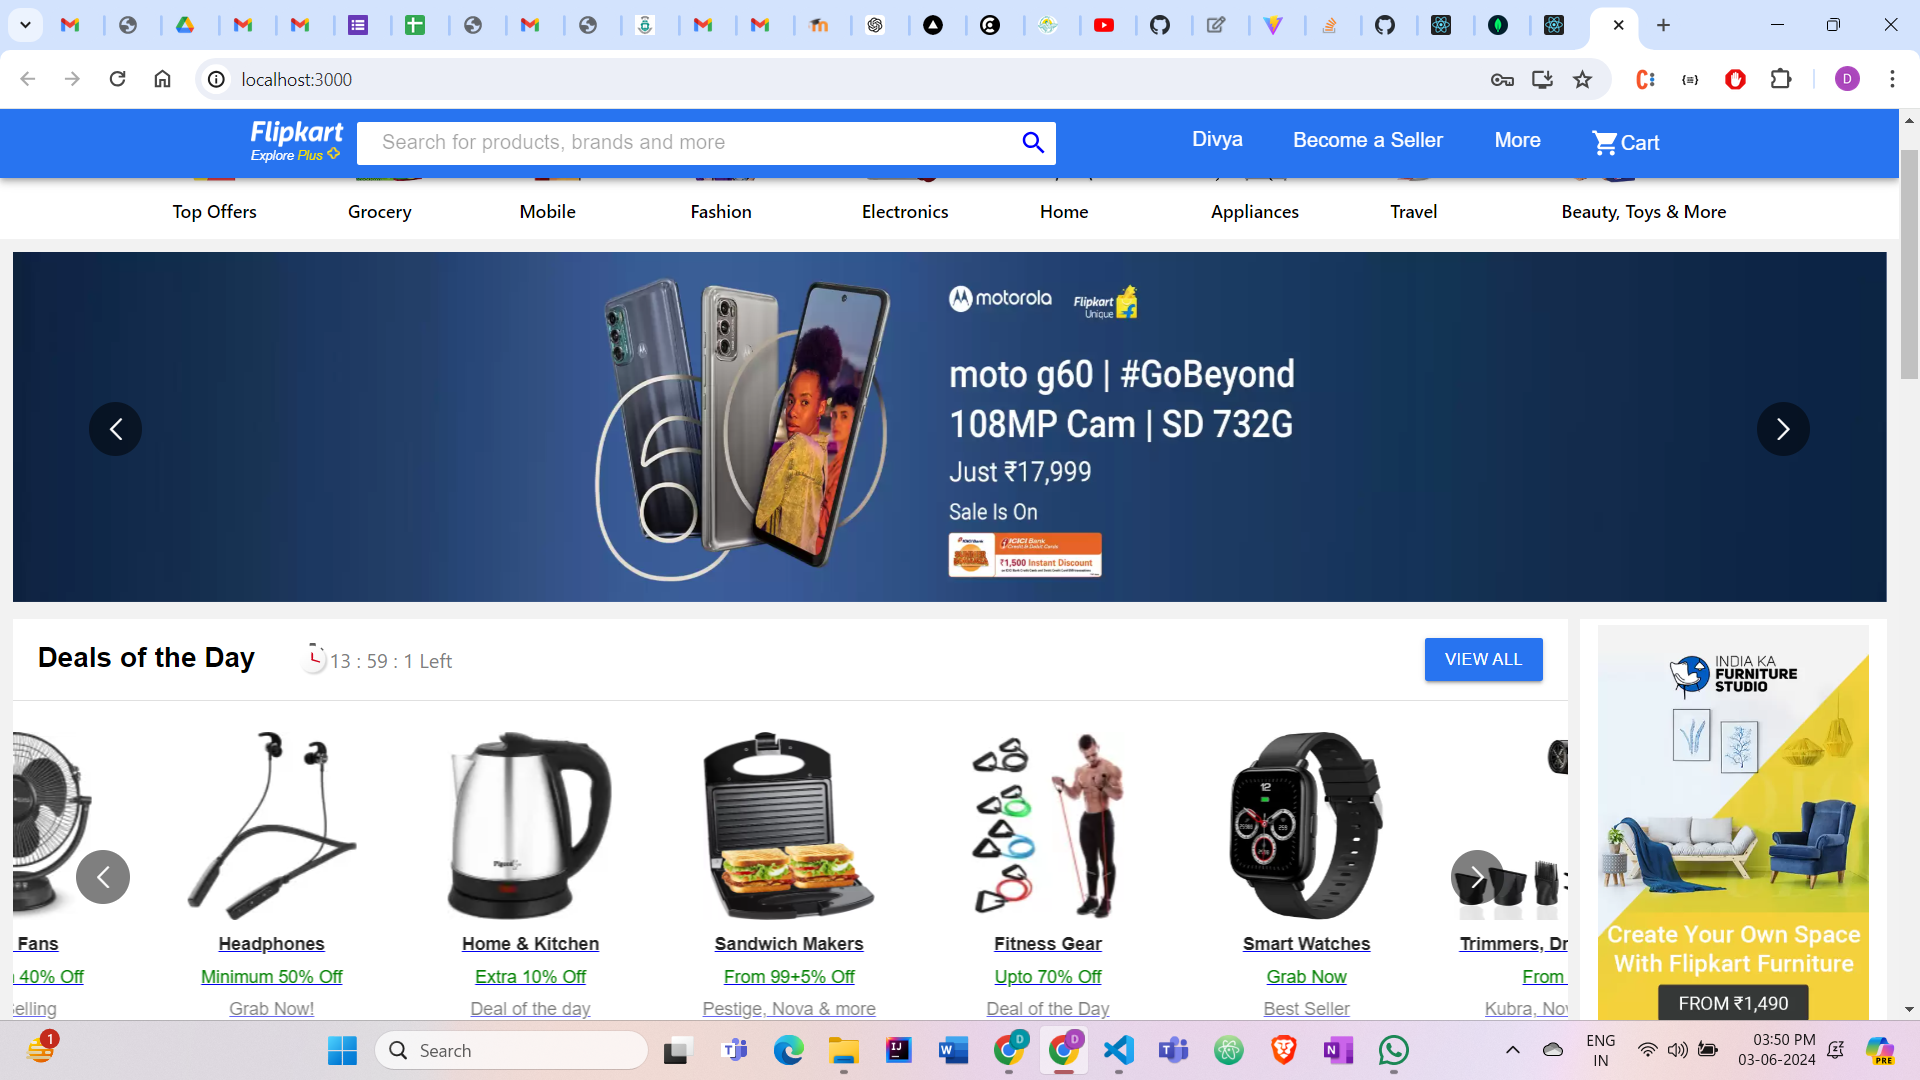 localhost:3000
D
Flipkart
Explore Plus
Search for products, brands and more
Divya
Become a Seller
More
Cart
Top Offers
Grocery
Mobile
Fashion
Electronics
Home
Appliances
Travel
Beauty, Toys & More
motorola
Flipkart
Unique
moto g60 | #GoBeyond
108MP Cam | SD 732G
Just ₹17,999
Sale Is On
ICICI Bank
₹1,500 Instant Discount
Deals of the Day
13 : 59 : 1 Left
VIEW ALL
INDIA KA
FURNITURE
STUDIO
Create Your Own Space
With Flipkart Furniture
FROM ₹1,490
Fans
40% Off
elling
Headphones
Minimum 50% Off
Grab Now!
Home & Kitchen
Extra 10% Off
Deal of the day
Sandwich Makers
From 99+5% Off
Pestige, Nova & more
Fitness Gear
Upto 70% Off
Deal of the Day
Smart Watches
Grab Now
Best Seller
Trimmers, Dr
From
Kubra, Nov
1
Search
ENG
IN
03:50 PM
03-06-2024
PRE